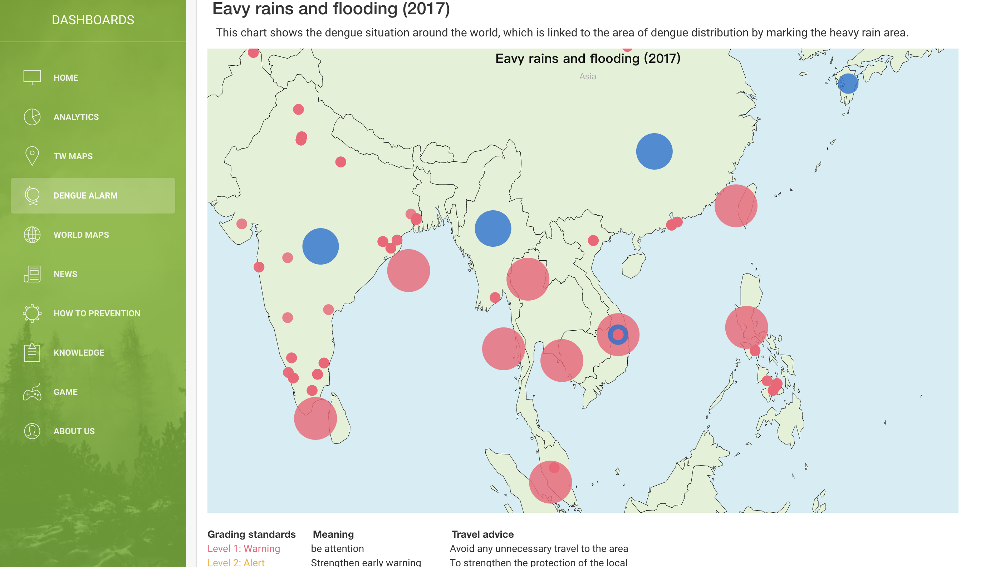 DASHBOARDS
HOME
ANALYTICS
TW MAPS
DENGUE ALARM
WORLD MAPS
NEWS
HOW TO PREVENTION
KNOWLEDGE
GAME
ABOUT US
Eavy rains and flooding (2017)
This chart shows the dengue situation around the world, which is linked to the area of dengue distribution by marking the heavy rain area.
Eavy rains and flooding (2017)
Asia
Grading standards Meaning Travel advice
Level 1: Warning be attention Avoid any unnecessary travel to the area
Level 2: Alert Strengthen early warning To strengthen the protection of the local